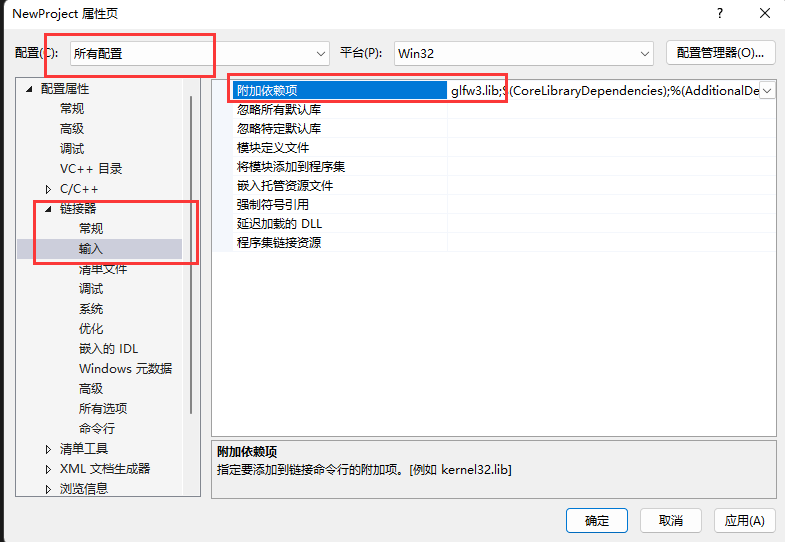 NewProject 属性页
配置(C): 所有配置 平台(P): Win32 配置管理器(O)...
配置属性
常规
高级
调试
VC++ 目录
C/C++
链接器
常规
输入
清单文件
调试
系统
优化
嵌入的 IDL
Windows 元数据
高级
所有选项
命令行
清单工具
XML 文档生成器
浏览信息
附加依赖项 glfw3.lib;$(CoreLibraryDependencies);%(AdditionalDe
忽略所有默认库
忽略特定默认库
模块定义文件
将模块添加到程序集
嵌入托管资源文件
强制符号引用
延迟加载的 DLL
程序集链接资源
附加依赖项
指定要添加到链接命令行的附加项。[例如 kernel32.lib]
确定 取消 应用(A)